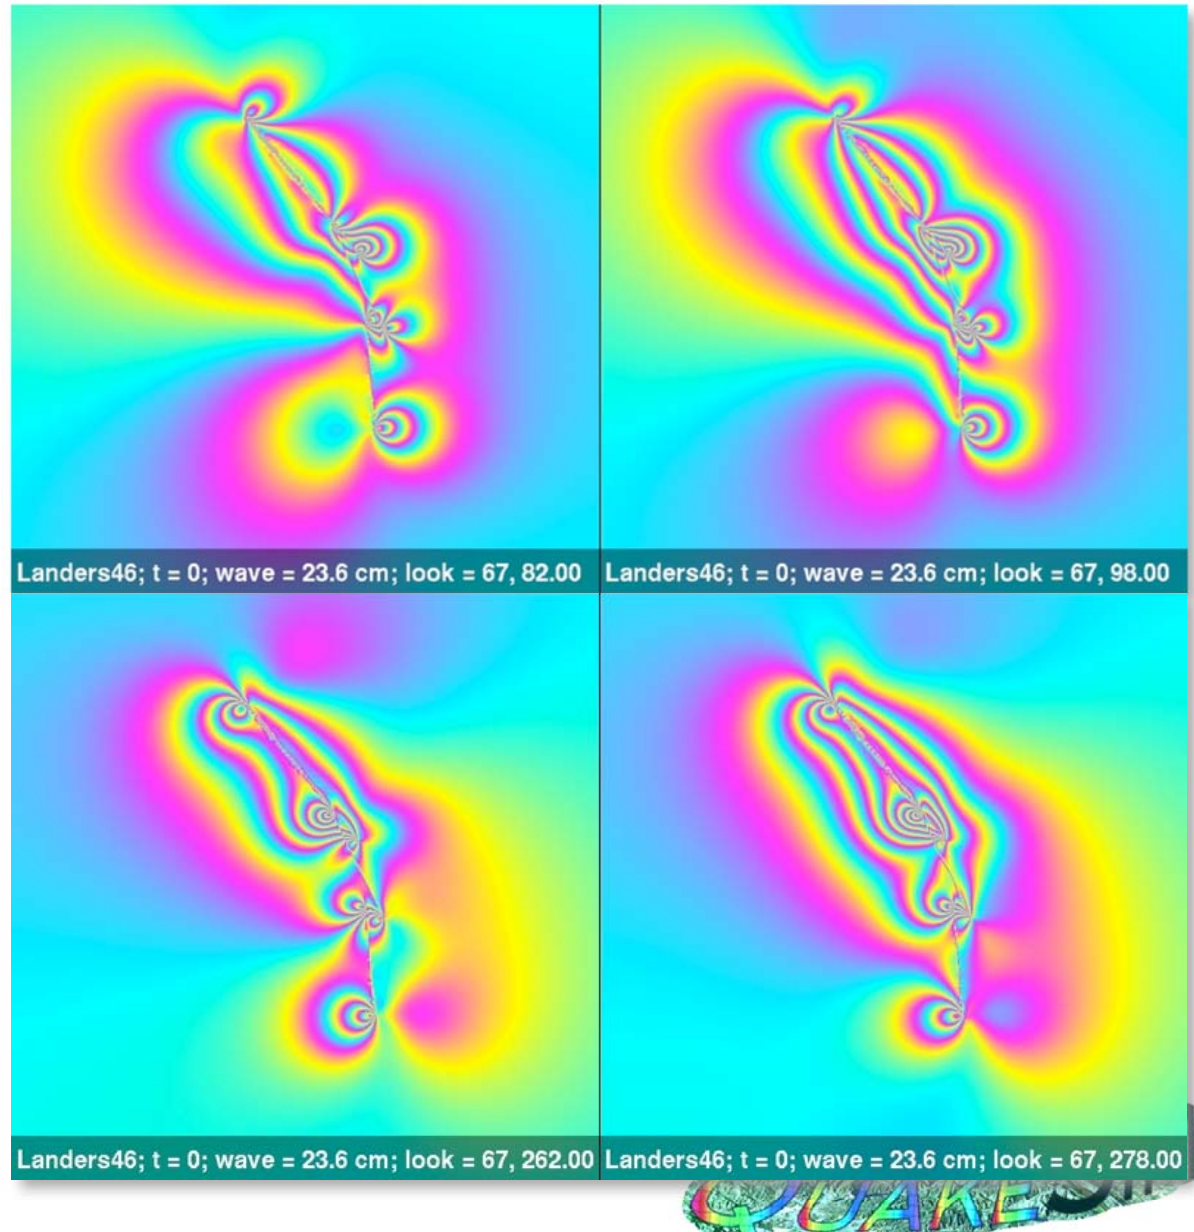 Landers46; t = 0; wave = 23.6 cm; look = 67, 82.00
Landers46; t = 0; wave = 23.6 cm; look = 67, 98.00
Landers46; t = 0; wave = 23.6 cm; look = 67, 262.00
Landers46; t = 0; wave = 23.6 cm; look = 67, 278.00
QUAKESIM